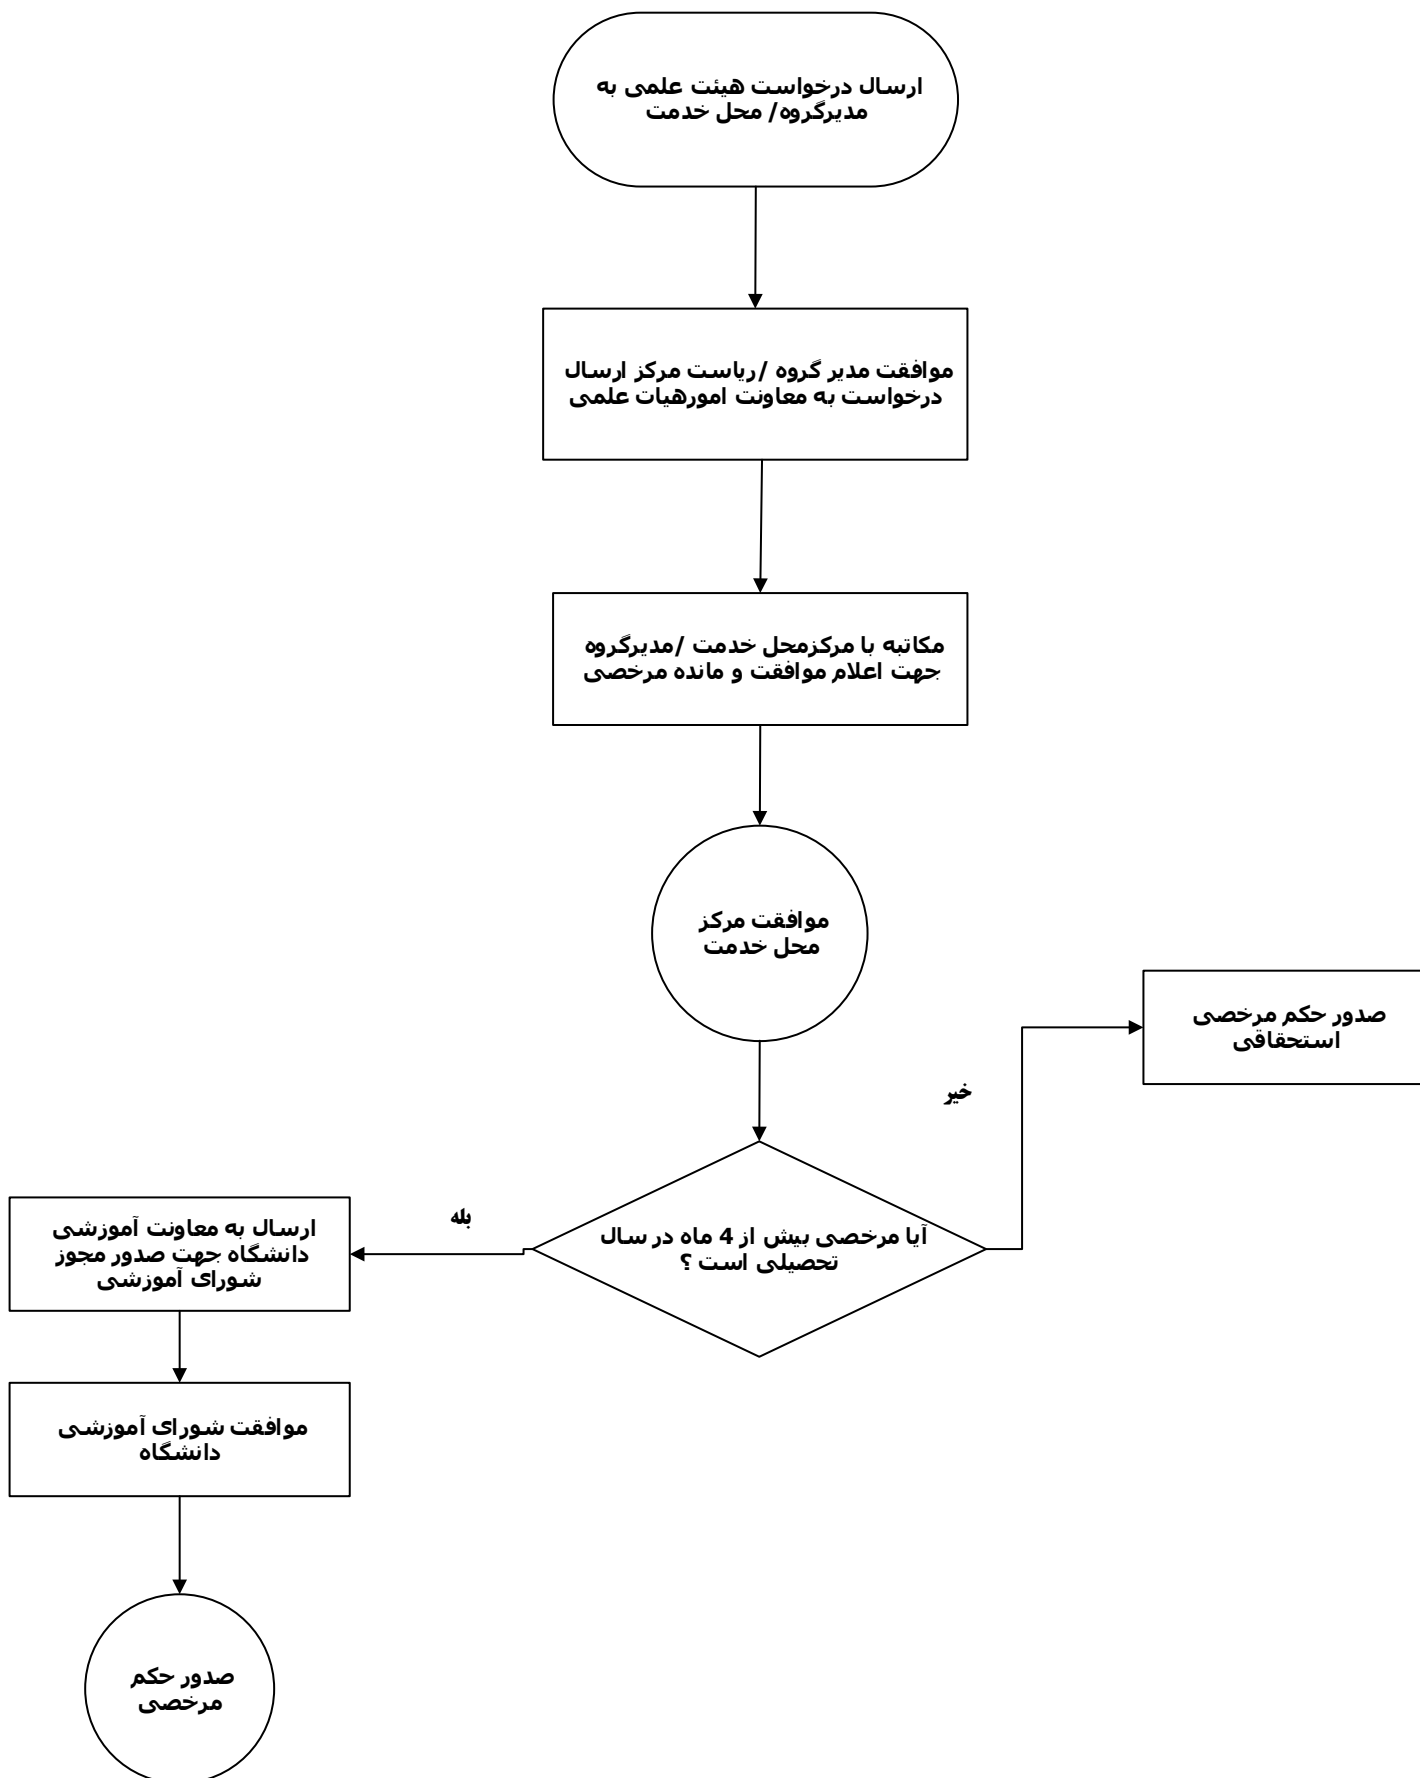 ارسال درخواست هیئت علمی به
مدیرگروه/ محل خدمت
موافقت مدیر گروه /ریاست مرکز ارسال
درخواست به معاونت امورهیات علمی
مکاتبه با مرکزمحل خدمت /مدیرگروه
جهت اعلام موافقت و مانده مرخصی
موافقت مرکز
محل خدمت
صدور حکم مرخصی
استحقاقی
خیر
آیا مرخصی بیش از 4 ماه در سال
تحصیلی است ؟
بله
ارسال به معاونت آموزشی
دانشگاه جهت صدور مجوز
شورای آموزشی
موافقت شورای آموزشی
دانشگاه
صدور حکم
مرخصی